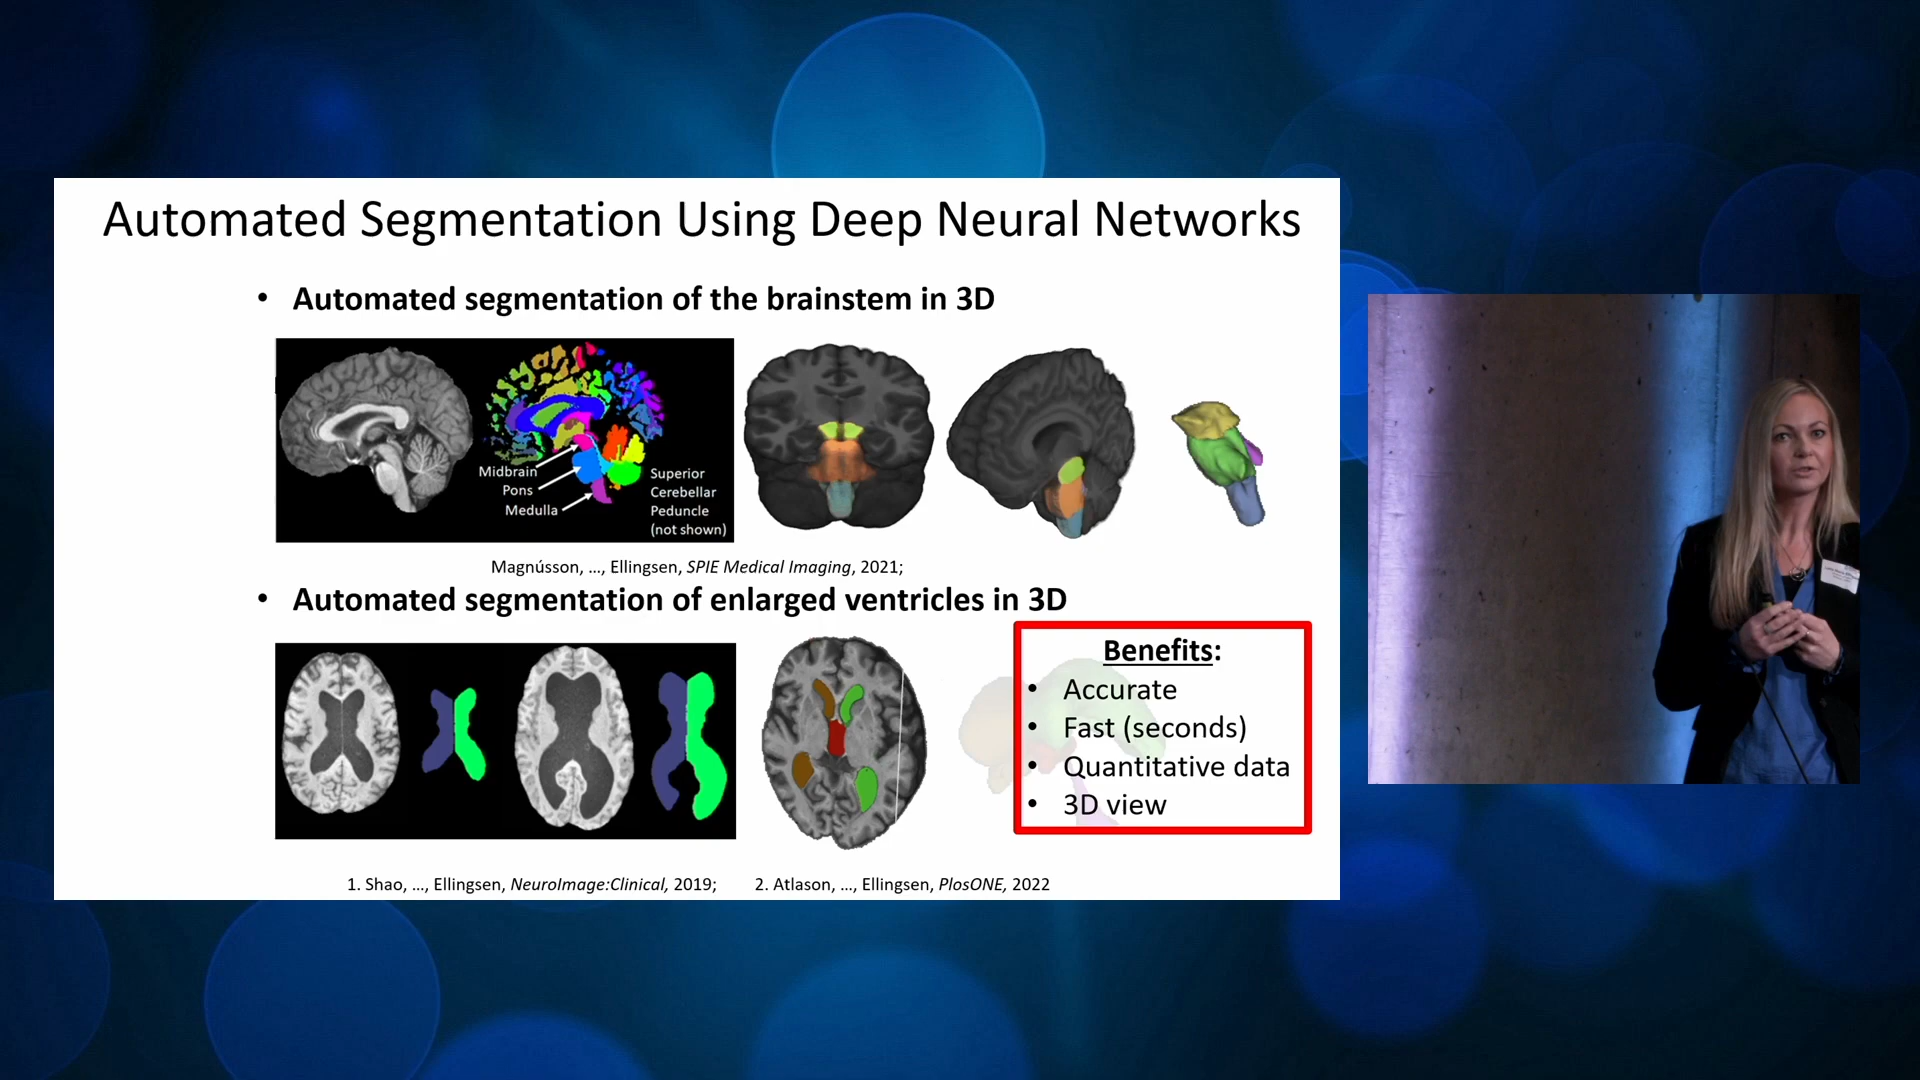 Automated Segmentation Using Deep Neural Networks
• Automated segmentation of the brainstem in 3D
Midbrain
Pons
Medulla
Superior
Cerebellar
Peduncle
(not shown)
Magnússon, ..., Ellingsen, SPIE Medical Imaging, 2021;
• Automated segmentation of enlarged ventricles in 3D
Benefits:
• Accurate
• Fast (seconds)
• Quantitative data
• 3D view
1. Shao, ..., Ellingsen, NeuroImage:Clinical, 2019; 2. Atlason, ..., Ellingsen, PlosONE, 2022